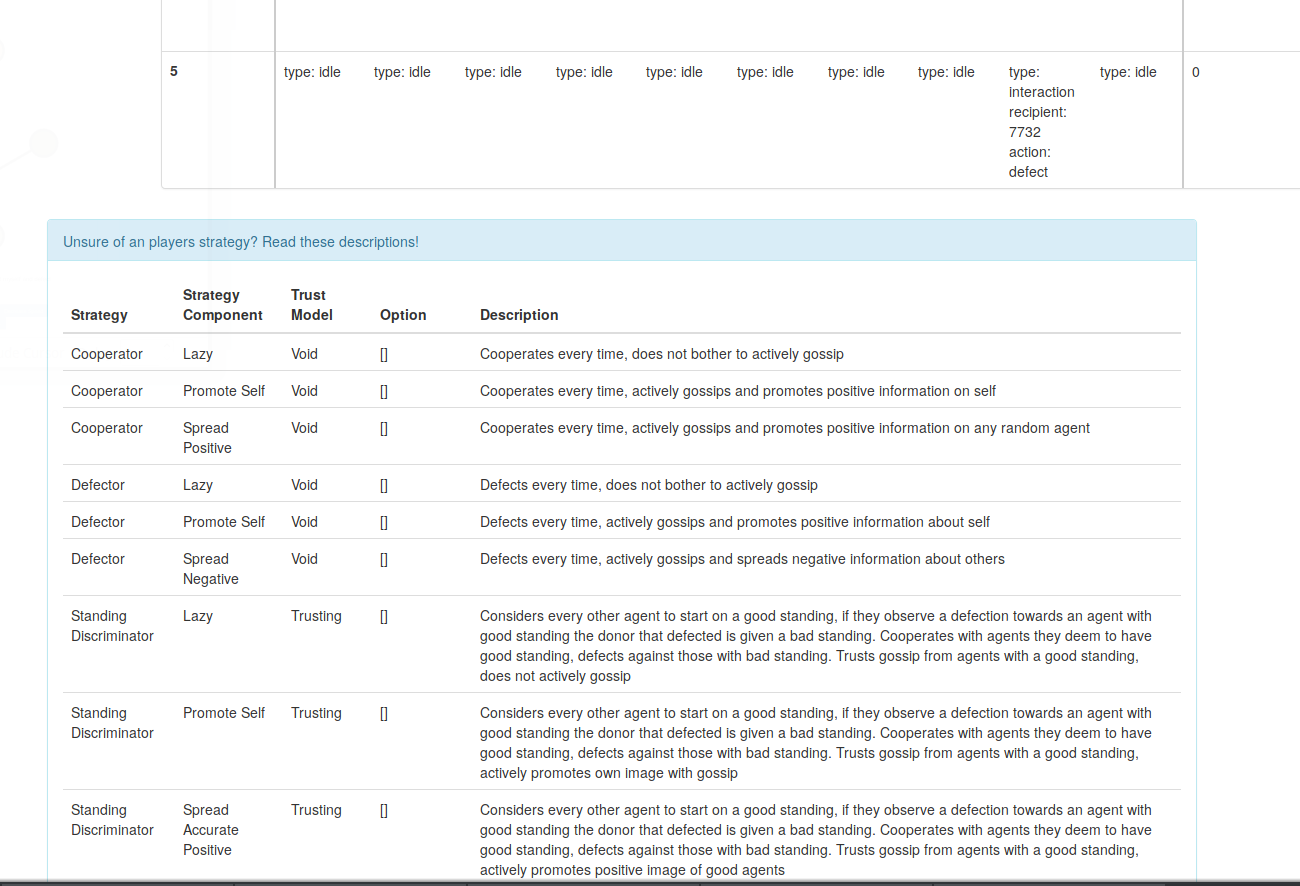 5 type: idle type: idle type: idle type: idle type: idle type: idle type: idle type: idle type: type: idle 0
interaction
recipient:
7732
action:
defect
Unsure of an players strategy? Read these descriptions!
Strategy Strategy Component Trust Model Option Description
Cooperator Lazy Void [] Cooperates every time, does not bother to actively gossip
Cooperator Promote Self Void [] Cooperates every time, actively gossips and promotes positive information on self
Cooperator Spread Void [] Cooperates every time, actively gossips and promotes positive information on any random agent
Positive
Defector Lazy Void [] Defects every time, does not bother to actively gossip
Defector Promote Self Void [] Defects every time, actively gossips and promotes positive information about self
Defector Spread Void [] Defects every time, actively gossips and spreads negative information about others
Negative
Standing Lazy Trusting [] Considers every other agent to start on a good standing, if they observe a defection towards an agent with
Discriminator good standing the donor that defected is given a bad standing. Cooperates with agents they deem to have
good standing, defects against those with bad standing. Trusts gossip from agents with a good standing,
does not actively gossip
Standing Promote Self Trusting [] Considers every other agent to start on a good standing, if they observe a defection towards an agent with
Discriminator good standing the donor that defected is given a bad standing. Cooperates with agents they deem to have
good standing, defects against those with bad standing. Trusts gossip from agents with a good standing,
actively promotes own image with gossip
Standing Spread Trusting [] Considers every other agent to start on a good standing, if they observe a defection towards an agent with
Discriminator Accurate good standing the donor that defected is given a bad standing. Cooperates with agents they deem to have
Positive good standing, defects against those with bad standing. Trusts gossip from agents with a good standing,
actively promotes positive image of good agents